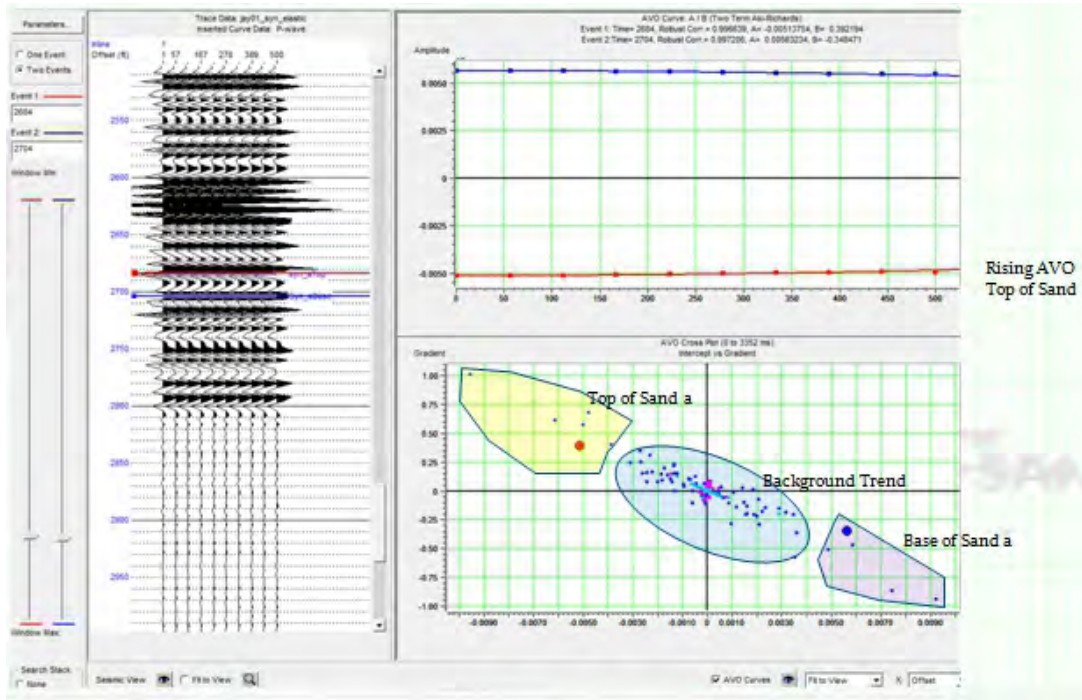 Parameters...
One Event
Two Events
Event 1:
2684
Event 2:
2704
Window Min:
Window Max:
Search Stack
None
Trace Data: jay01_syn_elastic
Inserted Curve Data: P-wave
Inline 1
Offset (ft) 1 57 167 278 389 500
2550
2600
2650
2700
2750
2800
2850
2900
2950
Seismic View
Fit to View
AVO Curve: A / B (Two Term Aki-Richards)
Event 1: Time= 2684, Robust Corr.= 0.996639, A= -0.00513754, B= 0.392194
Event 2: Time= 2704, Robust Corr.= 0.997206, A= 0.00563234, B= -0.348471
Amplitude
0.0050
0.0025
0
-0.0025
-0.0050
0 50 100 150 200 250 300 350 400 450 500
Rising AVO
Top of Sand
AVO Cross Plot (0 to 3352 ms)
Intercept vs Gradient
Gradient
1.00
0.75
0.50
0.25
0
-0.25
-0.50
-0.75
-1.00
Top of Sand a
Background Trend
Base of Sand a
-0.0090 -0.0070 -0.0050 -0.0030 -0.0010 0 0.0010 0.0030 0.0050 0.0070 0.0090
AVO Curves
Fit to View
X: Offset